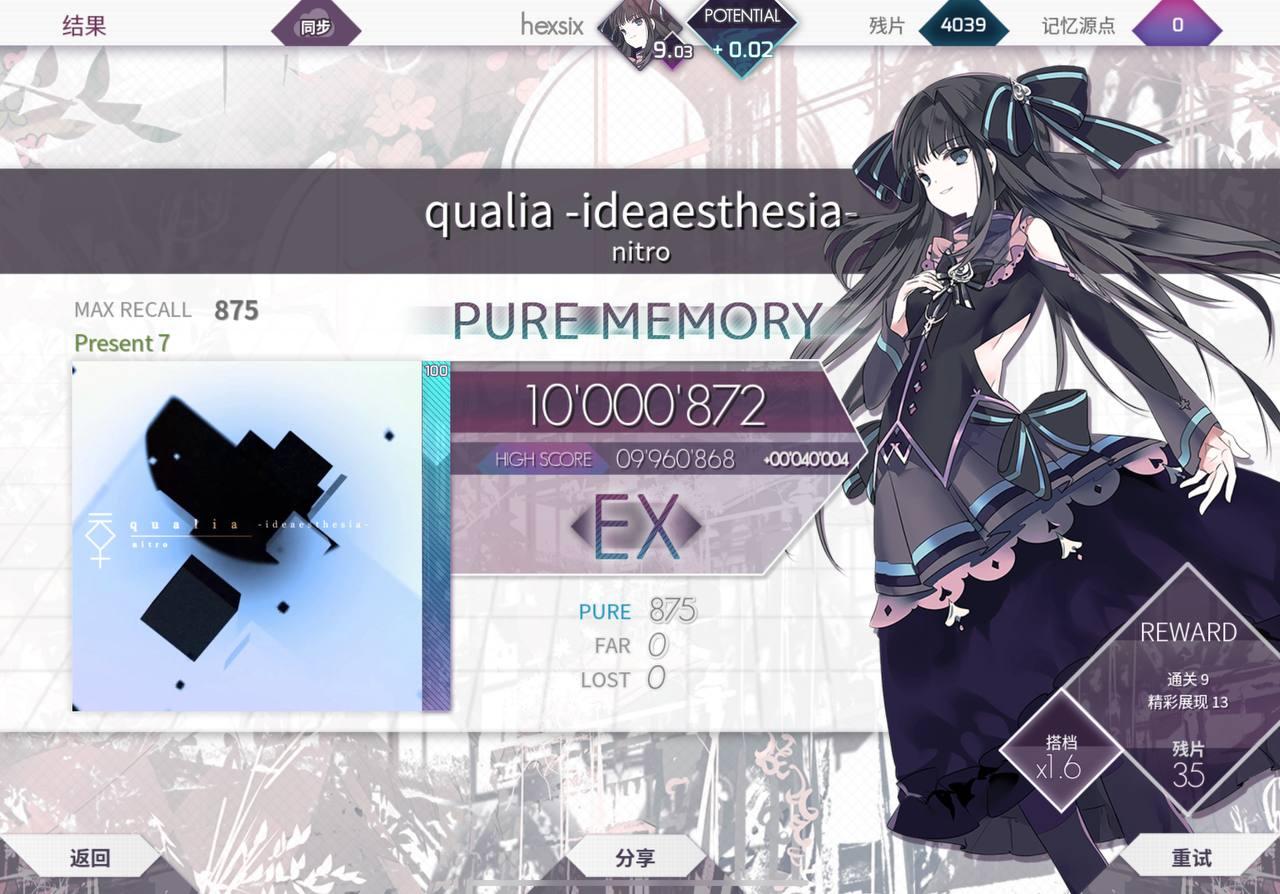 结果
同步
hexsix
9.03
POTENTIAL
+ 0.02
残片
4039
记忆源点
0
qualia -ideaesthesia-
nitro
MAX RECALL 875
Present 7
PURE MEMORY
100
10'000'872
HIGH SCORE 09'960'868 +00'040'004
EX
qualia -ideaesthesia-
nitro
PURE 875
FAR 0
LOST 0
REWARD
通关 9
精彩展现 13
搭档
x1.6
残片
35
返回
分享
重试